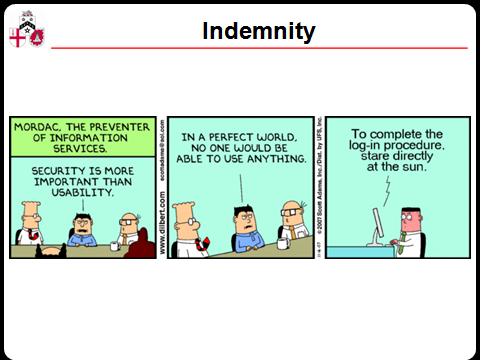 Indemnity
MORDAC, THE PREVENTER
OF INFORMATION
SERVICES.
SECURITY IS MORE
IMPORTANT THAN
USABILITY.
www.dilbert.com
scottadams@aol.com
IN A PERFECT WORLD,
NO ONE WOULD BE
ABLE TO USE ANYTHING.
© 2007 Scott Adams, Inc./Dist. by UFS, Inc.
To complete the
log-in procedure,
stare directly
at the sun.